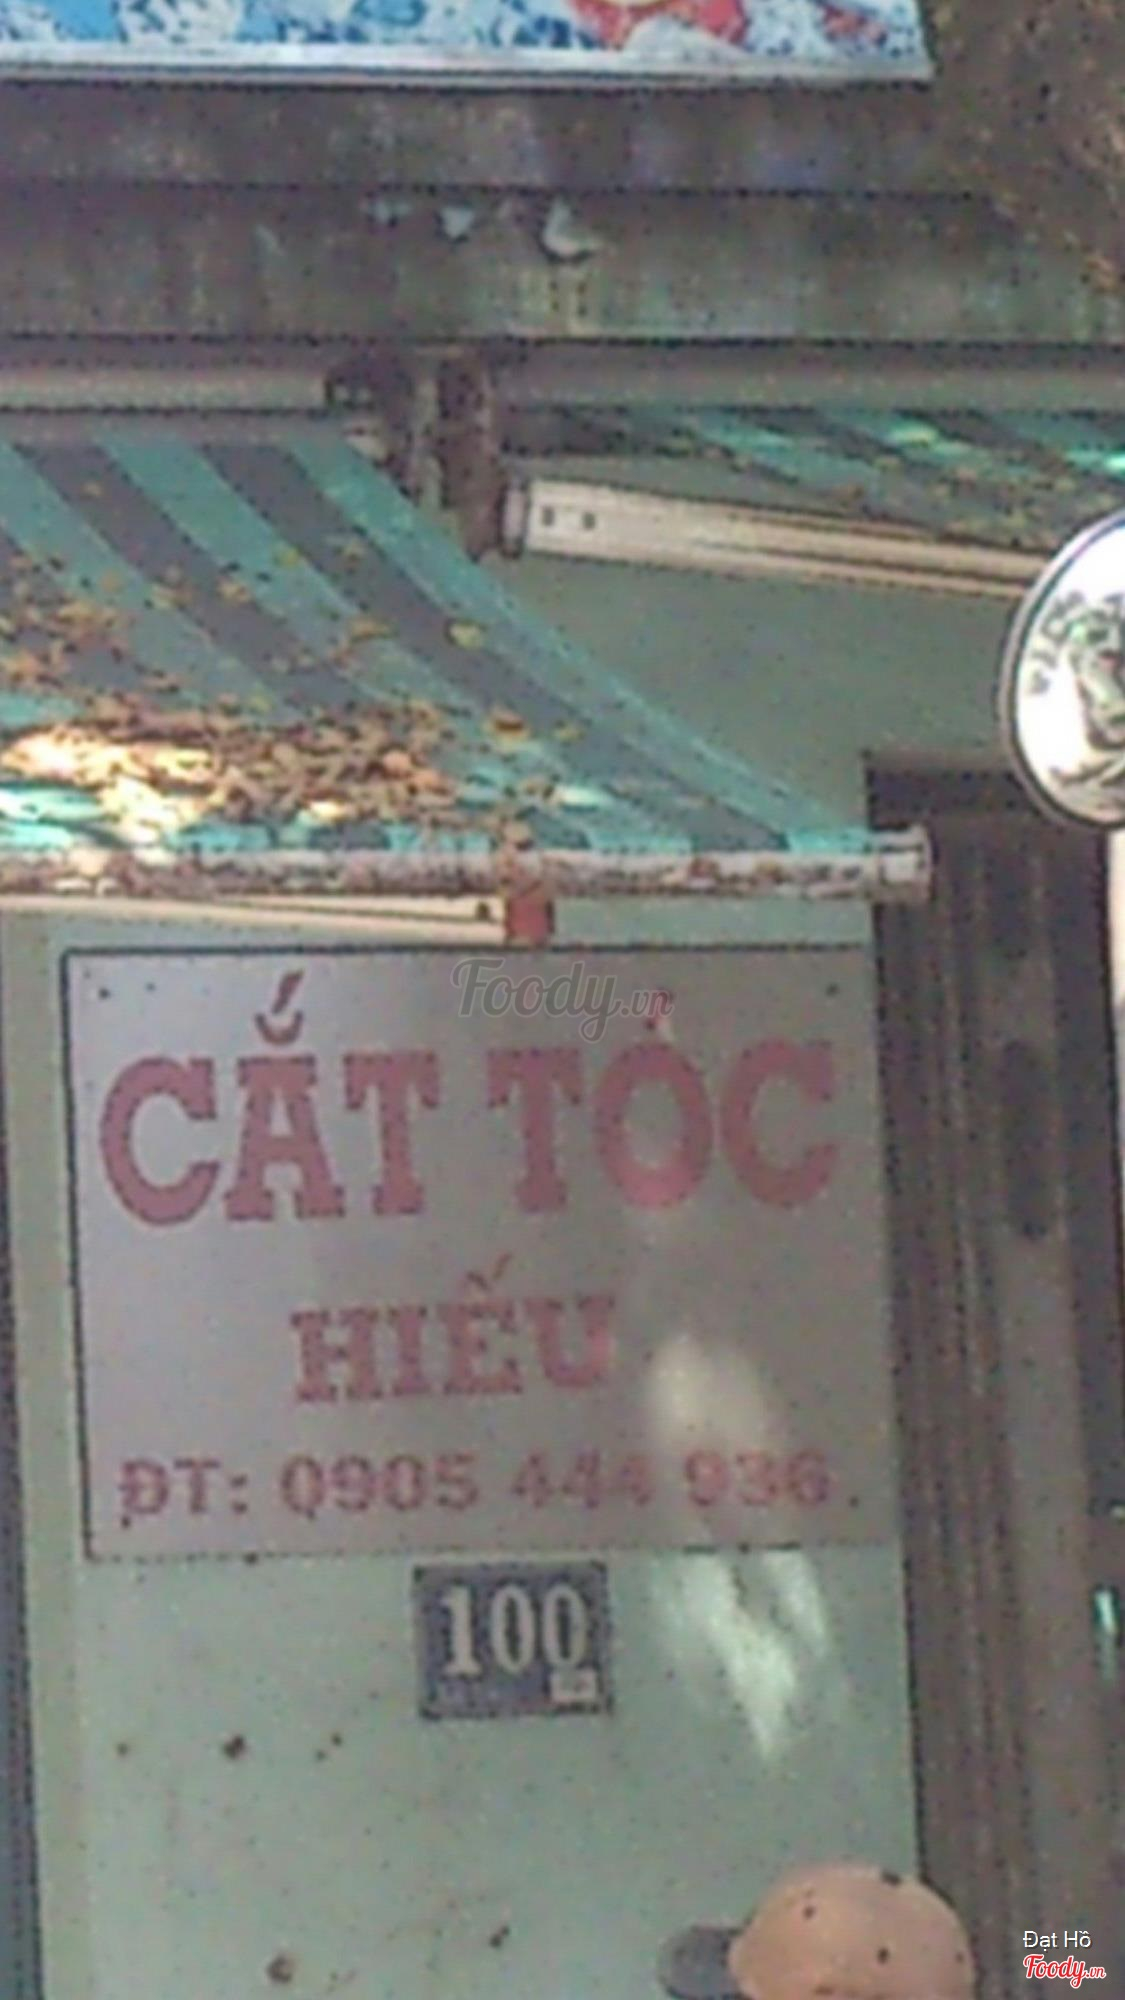 Foody.vn
CẮT TÓC
HIẾU
ĐT: 0905 444 936
100
Đạt Hồ
Foody.vn